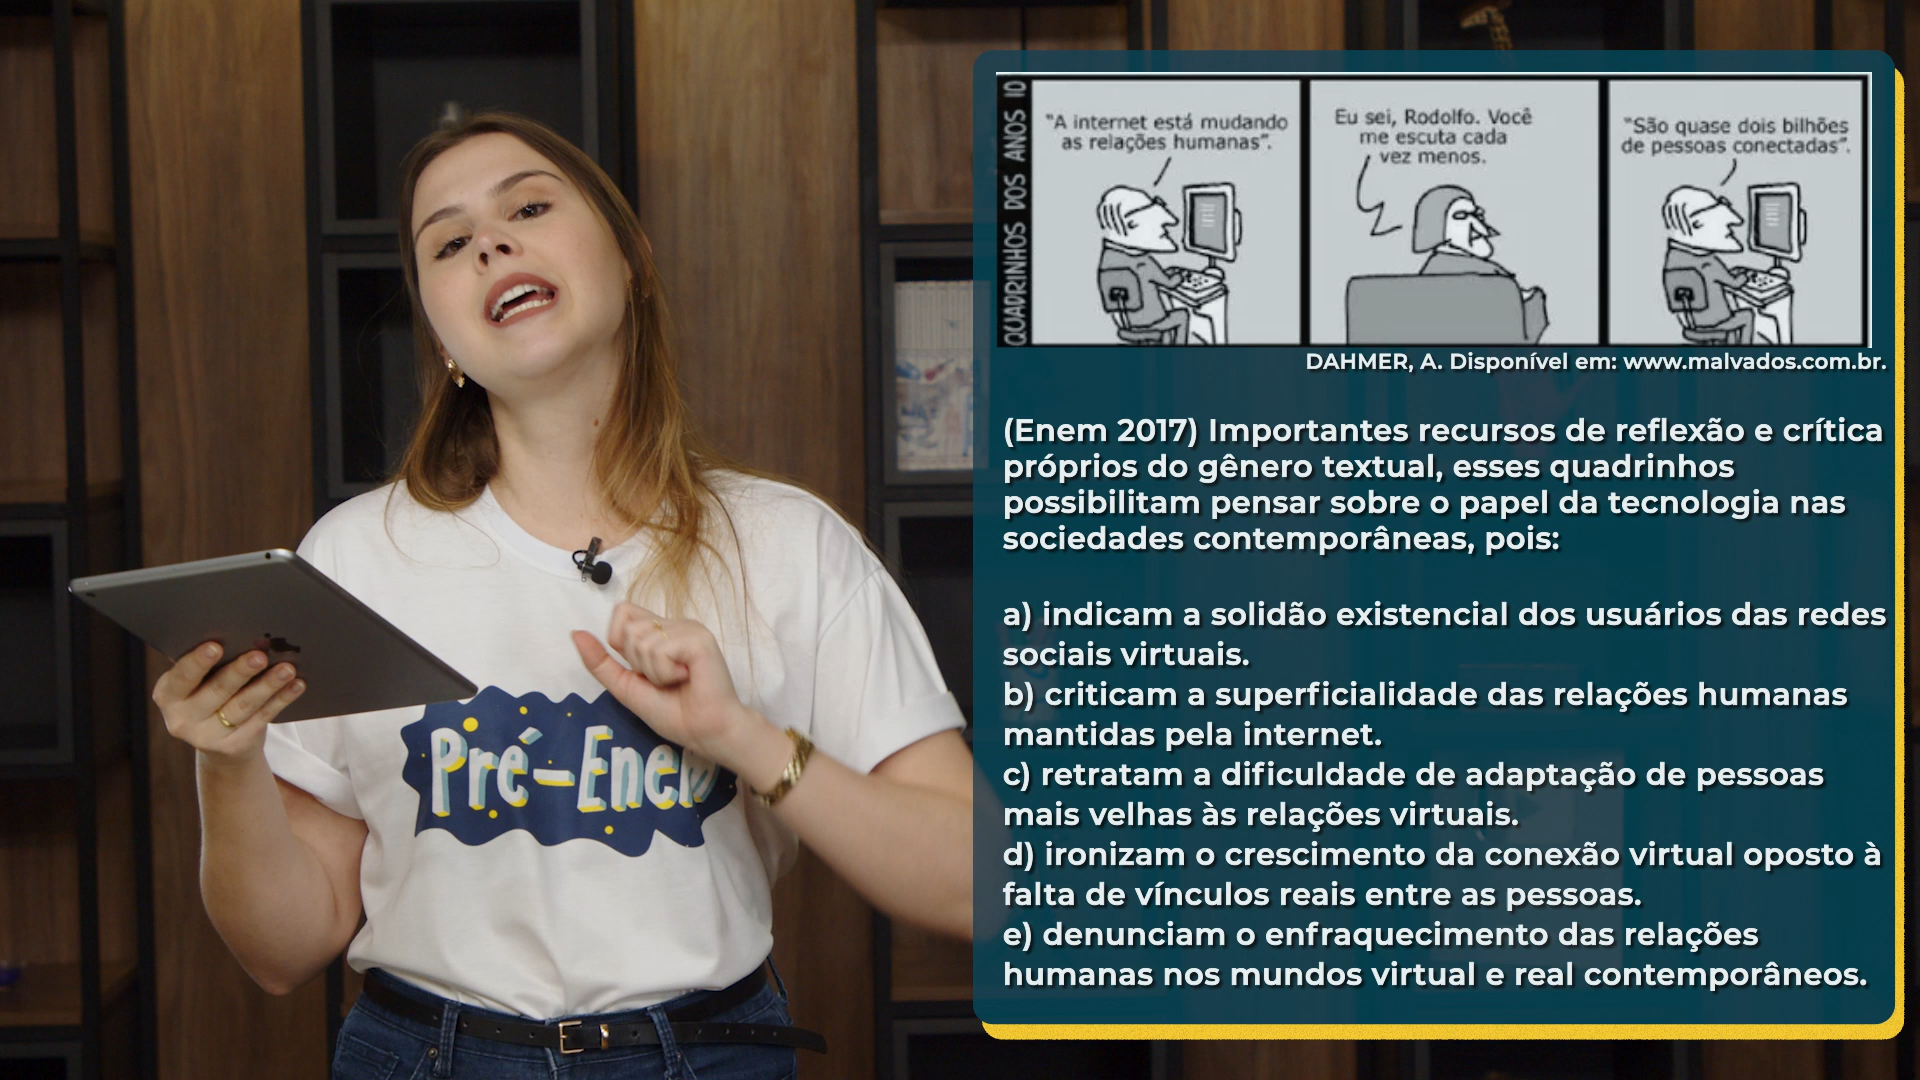 QUADRINHOS DOS ANOS 10
"A internet está mudando
as relações humanas".
Eu sei, Rodolfo. Você
me escuta cada
vez menos.
"São quase dois bilhões
de pessoas conectadas".
DAHMER, A. Disponível em: www.malvados.com.br.
(Enem 2017) Importantes recursos de reflexão e crítica
próprios do gênero textual, esses quadrinhos
possibilitam pensar sobre o papel da tecnologia nas
sociedades contemporâneas, pois:
a) indicam a solidão existencial dos usuários das redes
sociais virtuais.
b) criticam a superficialidade das relações humanas
mantidas pela internet.
c) retratam a dificuldade de adaptação de pessoas
mais velhas às relações virtuais.
d) ironizam o crescimento da conexão virtual oposto à
falta de vínculos reais entre as pessoas.
e) denunciam o enfraquecimento das relações
humanas nos mundos virtual e real contemporâneos.
Pré-Enem